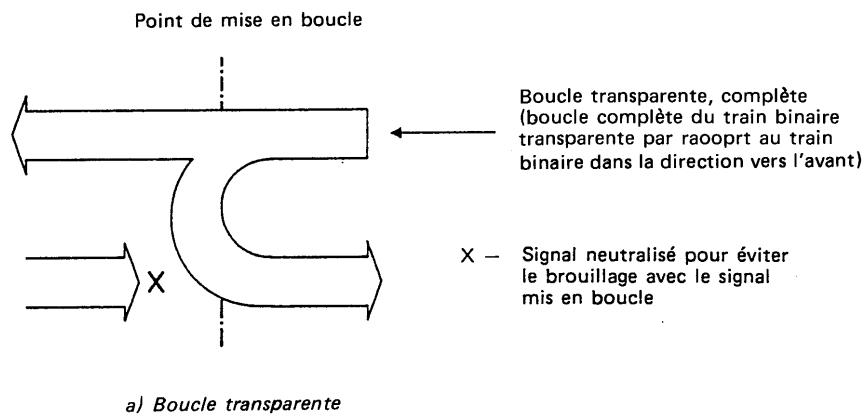 Point de mise en boucle
Boucle transparente, complète
(boucle complète du train binaire
transparente par raooprt au train
binaire dans la direction vers l'avant)
X
X – Signal neutralisé pour éviter
le brouillage avec le signal
mis en boucle
a) Boucle transparente